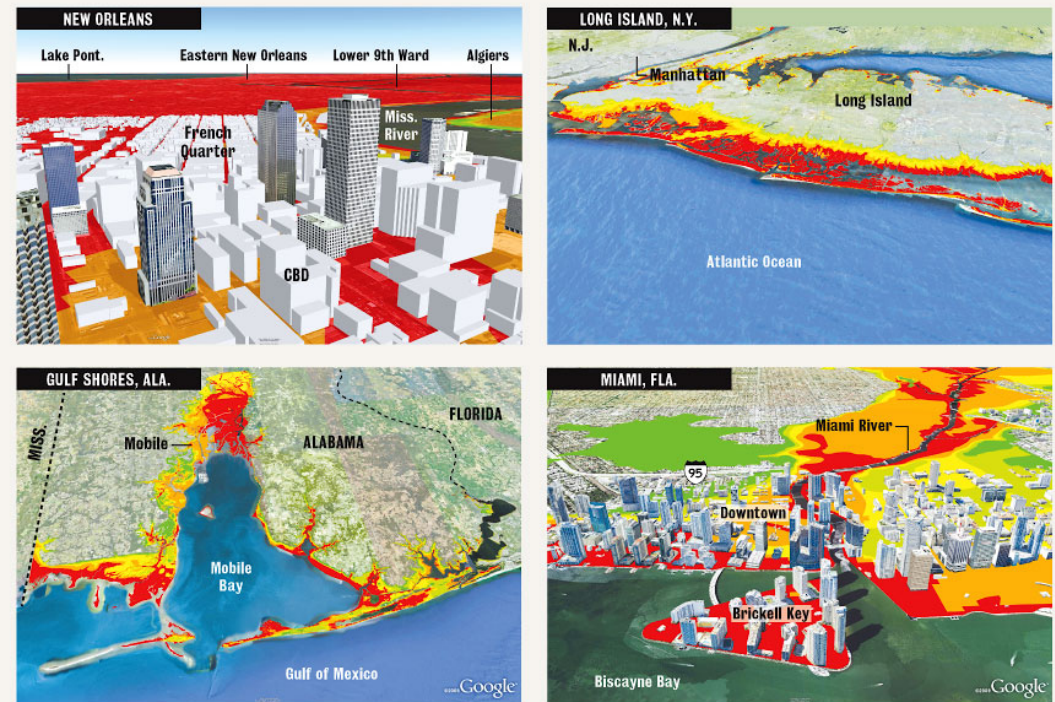 NEW ORLEANS
Lake Pont.
Eastern New Orleans
Lower 9th Ward
Algiers
French
Quarter
Miss.
River
CBD
Google
LONG ISLAND, N.Y.
N.J.
Manhattan
Long Island
Atlantic Ocean
GULF SHORES, ALA.
MISS.
Mobile
ALABAMA
FLORIDA
Mobile
Bay
Gulf of Mexico
Google
MIAMI, FLA.
Miami River
95
Downtown
Brickell Key
Biscayne Bay
Google